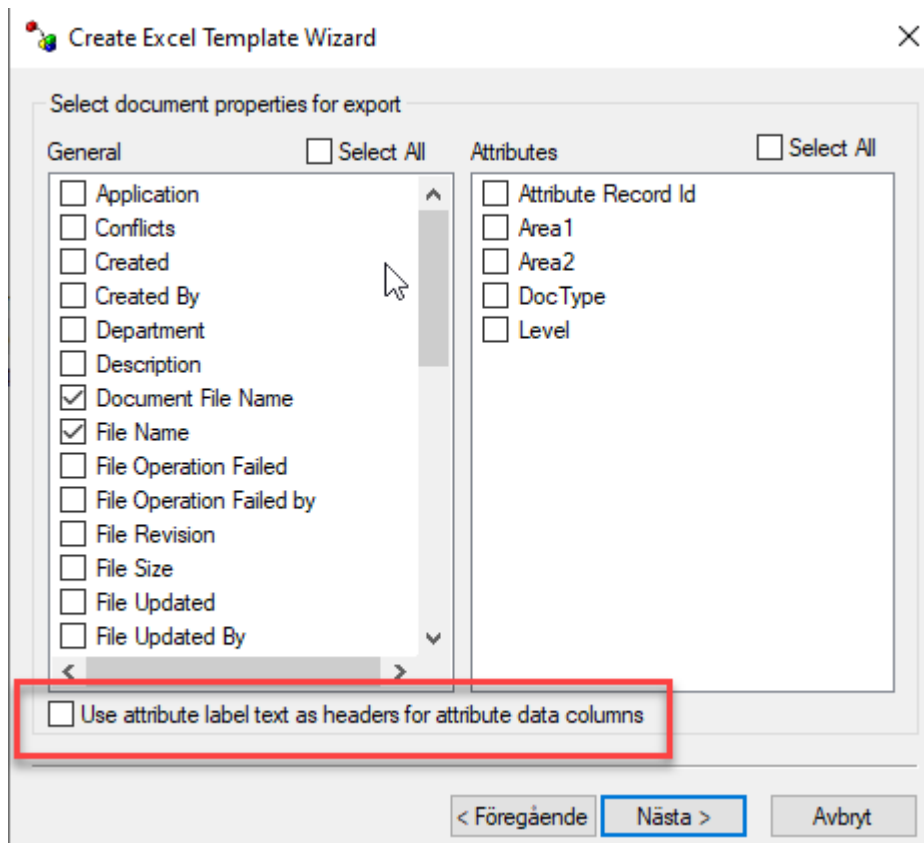 Create Excel Template Wizard
Select document properties for export
General
Select All
Attributes
Select All
Application
Conflicts
Created
Created By
Department
Description
Document File Name
File Name
File Operation Failed
File Operation Failed by
File Revision
File Size
File Updated
File Updated By
Attribute Record Id
Area1
Area2
DocType
Level
Use attribute label text as headers for attribute data columns
< Föregående
Nästa >
Avbryt